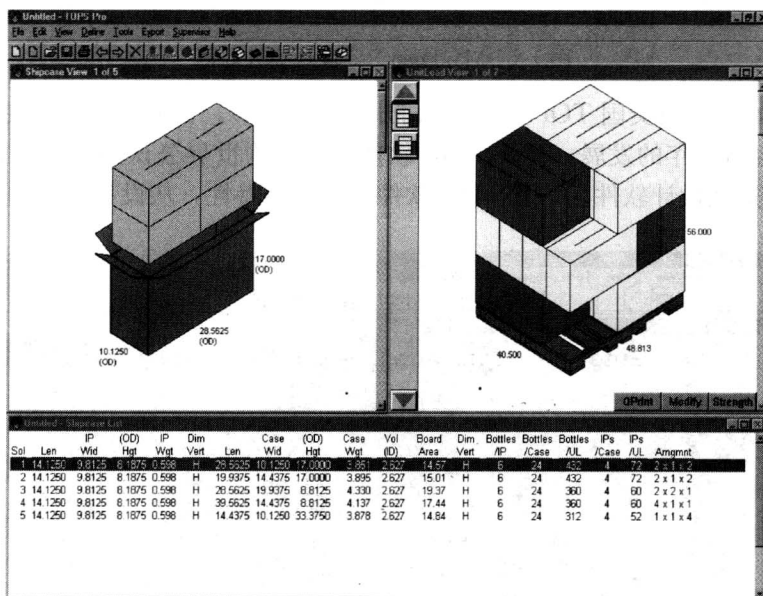 Untitled - TOPS Pro
File Edit View Define Tools Export Supervisor Help
Shipcase View 1 of 5
17.0000
(OD)
28.5625
(OD)
10.1250
(OD)
UnitLoad View 1 of 7
56.000
48.813
40.500
QPrint Modify Strength
Untitled - Shipcase List
IP (OD) IP Dim Case (OD) Case Vol Board Dim Bottles Bottles Bottles IPs IPs
Sol Len Wid Hgt Wgt Vert Len Wid Hgt Wgt (ID) Area Vert /IP /Case /UL /Case /UL Arngmnt
1 14.1250 9.8125 8.1875 0.598 H 28.5625 10.1250 17.0000 3.851 2.627 14.57 H 6 24 432 4 72 2 x 1 x 2
2 14.1250 9.8125 8.1875 0.598 H 19.9375 14.4375 17.0000 3.895 2.627 15.01 H 6 24 432 4 72 2 x 1 x 2
3 14.1250 9.8125 8.1875 0.598 H 28.5625 19.9375 8.8125 4.330 2.627 19.37 H 6 24 360 4 60 2 x 2 x 1
4 14.1250 9.8125 8.1875 0.598 H 39.5625 14.4375 8.8125 4.137 2.627 17.44 H 6 24 360 4 60 4 x 1 x 1
5 14.1250 9.8125 8.1875 0.598 H 14.4375 10.1250 33.3750 3.878 2.627 14.84 H 6 24 312 4 52 1 x 1 x 4